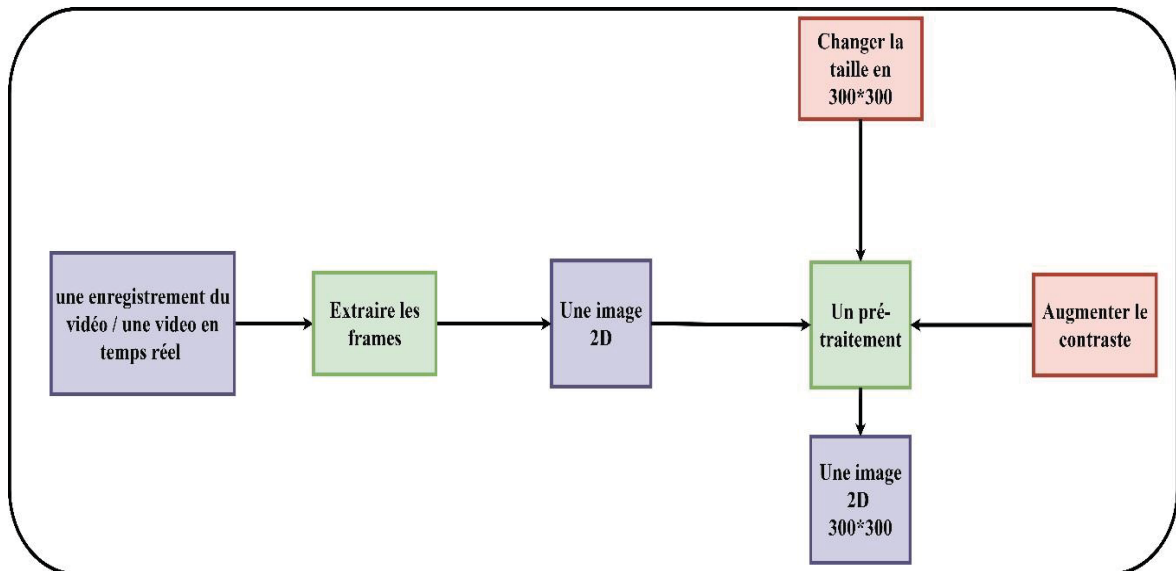 Changer la
taille en
300*300
une enregistrement du
vidéo / une video en
temps réel
Extraire les
frames
Une image
2D
Un pré-
traitement
Augmenter le
contraste
Une image
2D
300*300